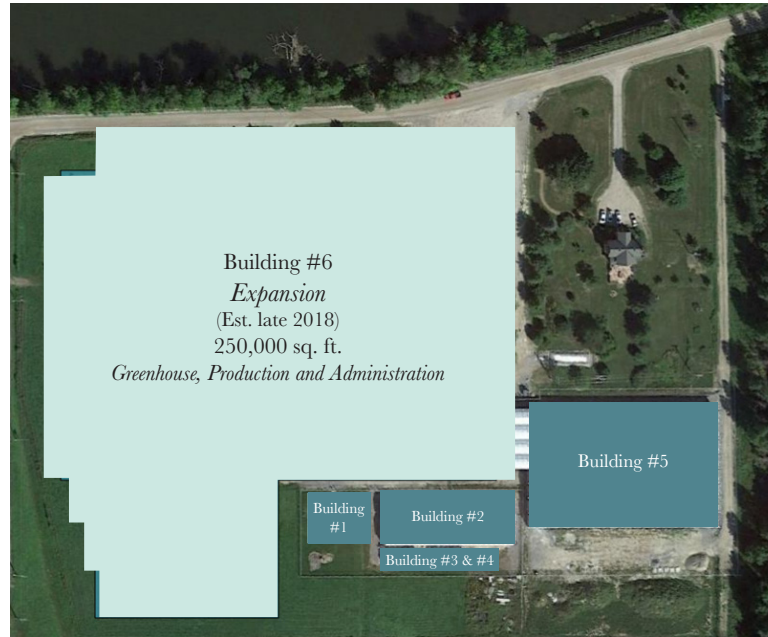 Building #6
Expansion
(Est. late 2018)
250,000 sq. ft.
Greenhouse, Production and Administration
Building #5
Building
#1
Building #2
Building #3 & #4